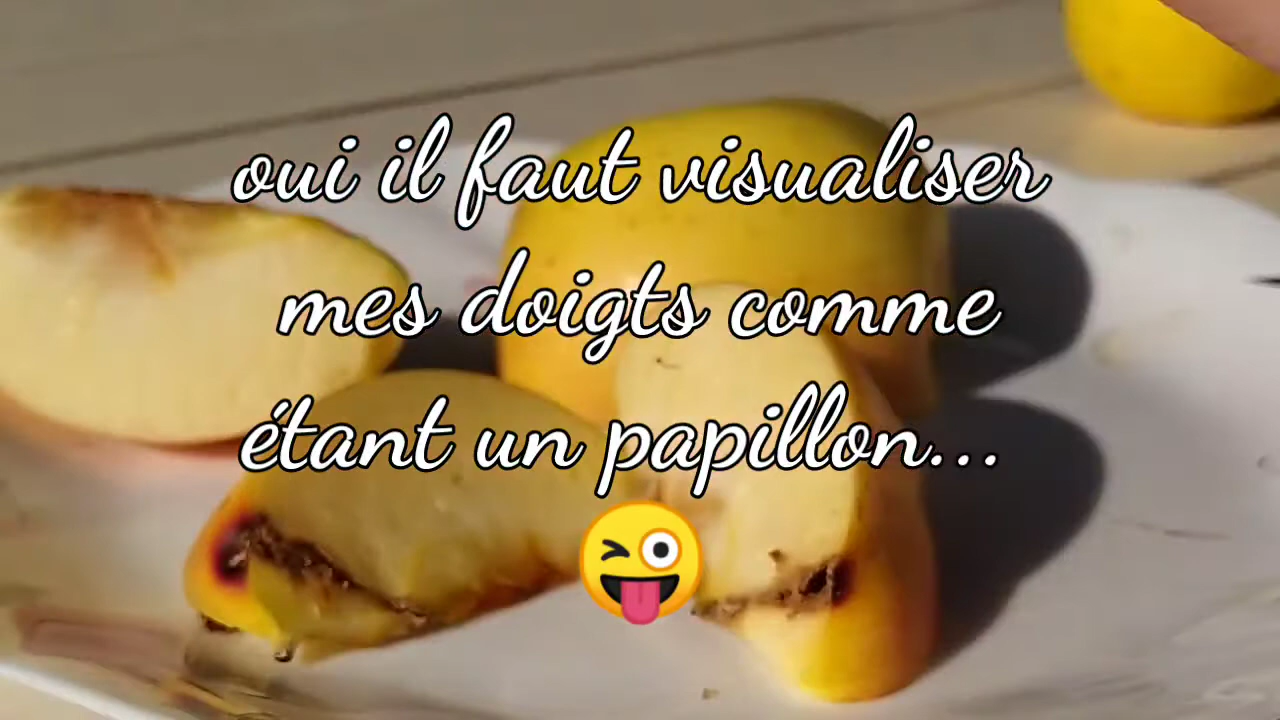 oui il faut visualiser
mes doigts comme
étant un papillon...
😜